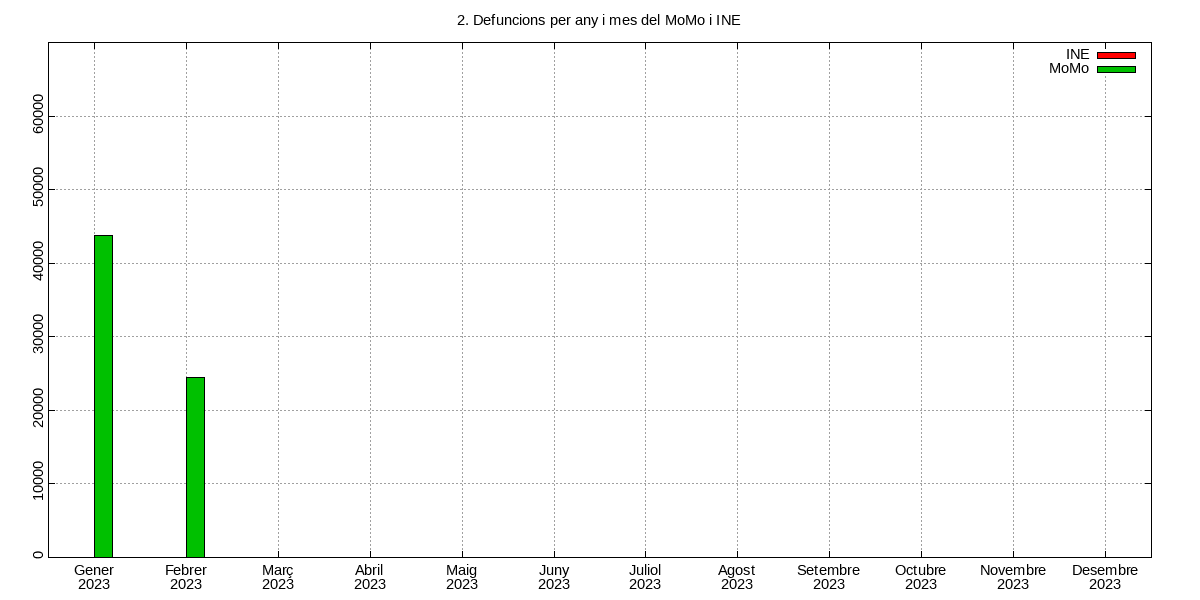 2. Defuncions per any i mes del MoMo i INE
INE
MoMo
60000
50000
40000
30000
20000
10000
0
Gener Febrer Març Abril Maig Juny Juliol Agost Setembre Octubre Novembre Desembre
2023 2023 2023 2023 2023 2023 2023 2023 2023 2023 2023 2023